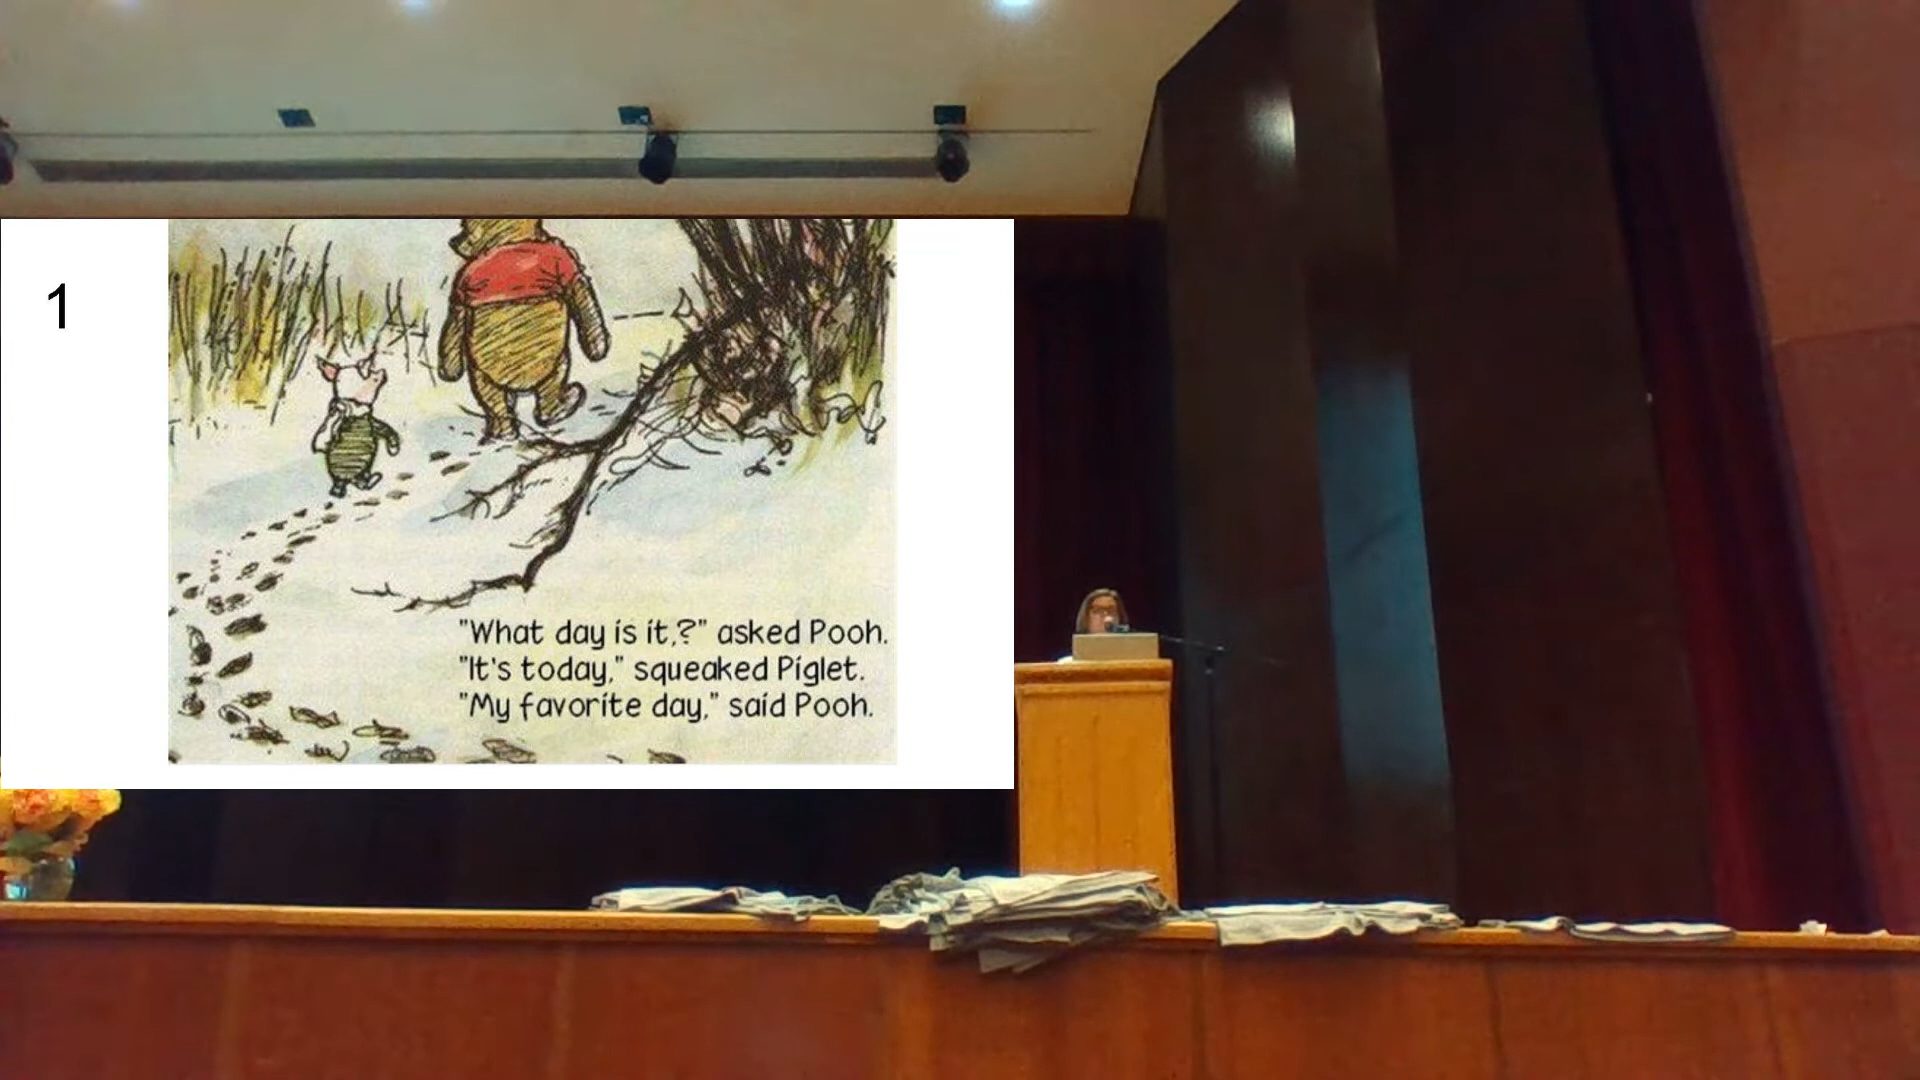 1
"What day is it,?" asked Pooh.
"It's today," squeaked Piglet.
"My favorite day," said Pooh.